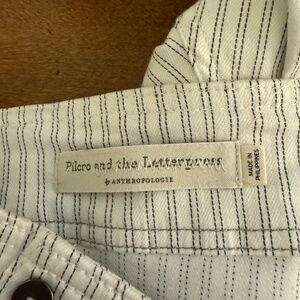 Pilcro and the Letterpress
by ANTHROPOLOGIE
MADE IN
PHILIPPINES